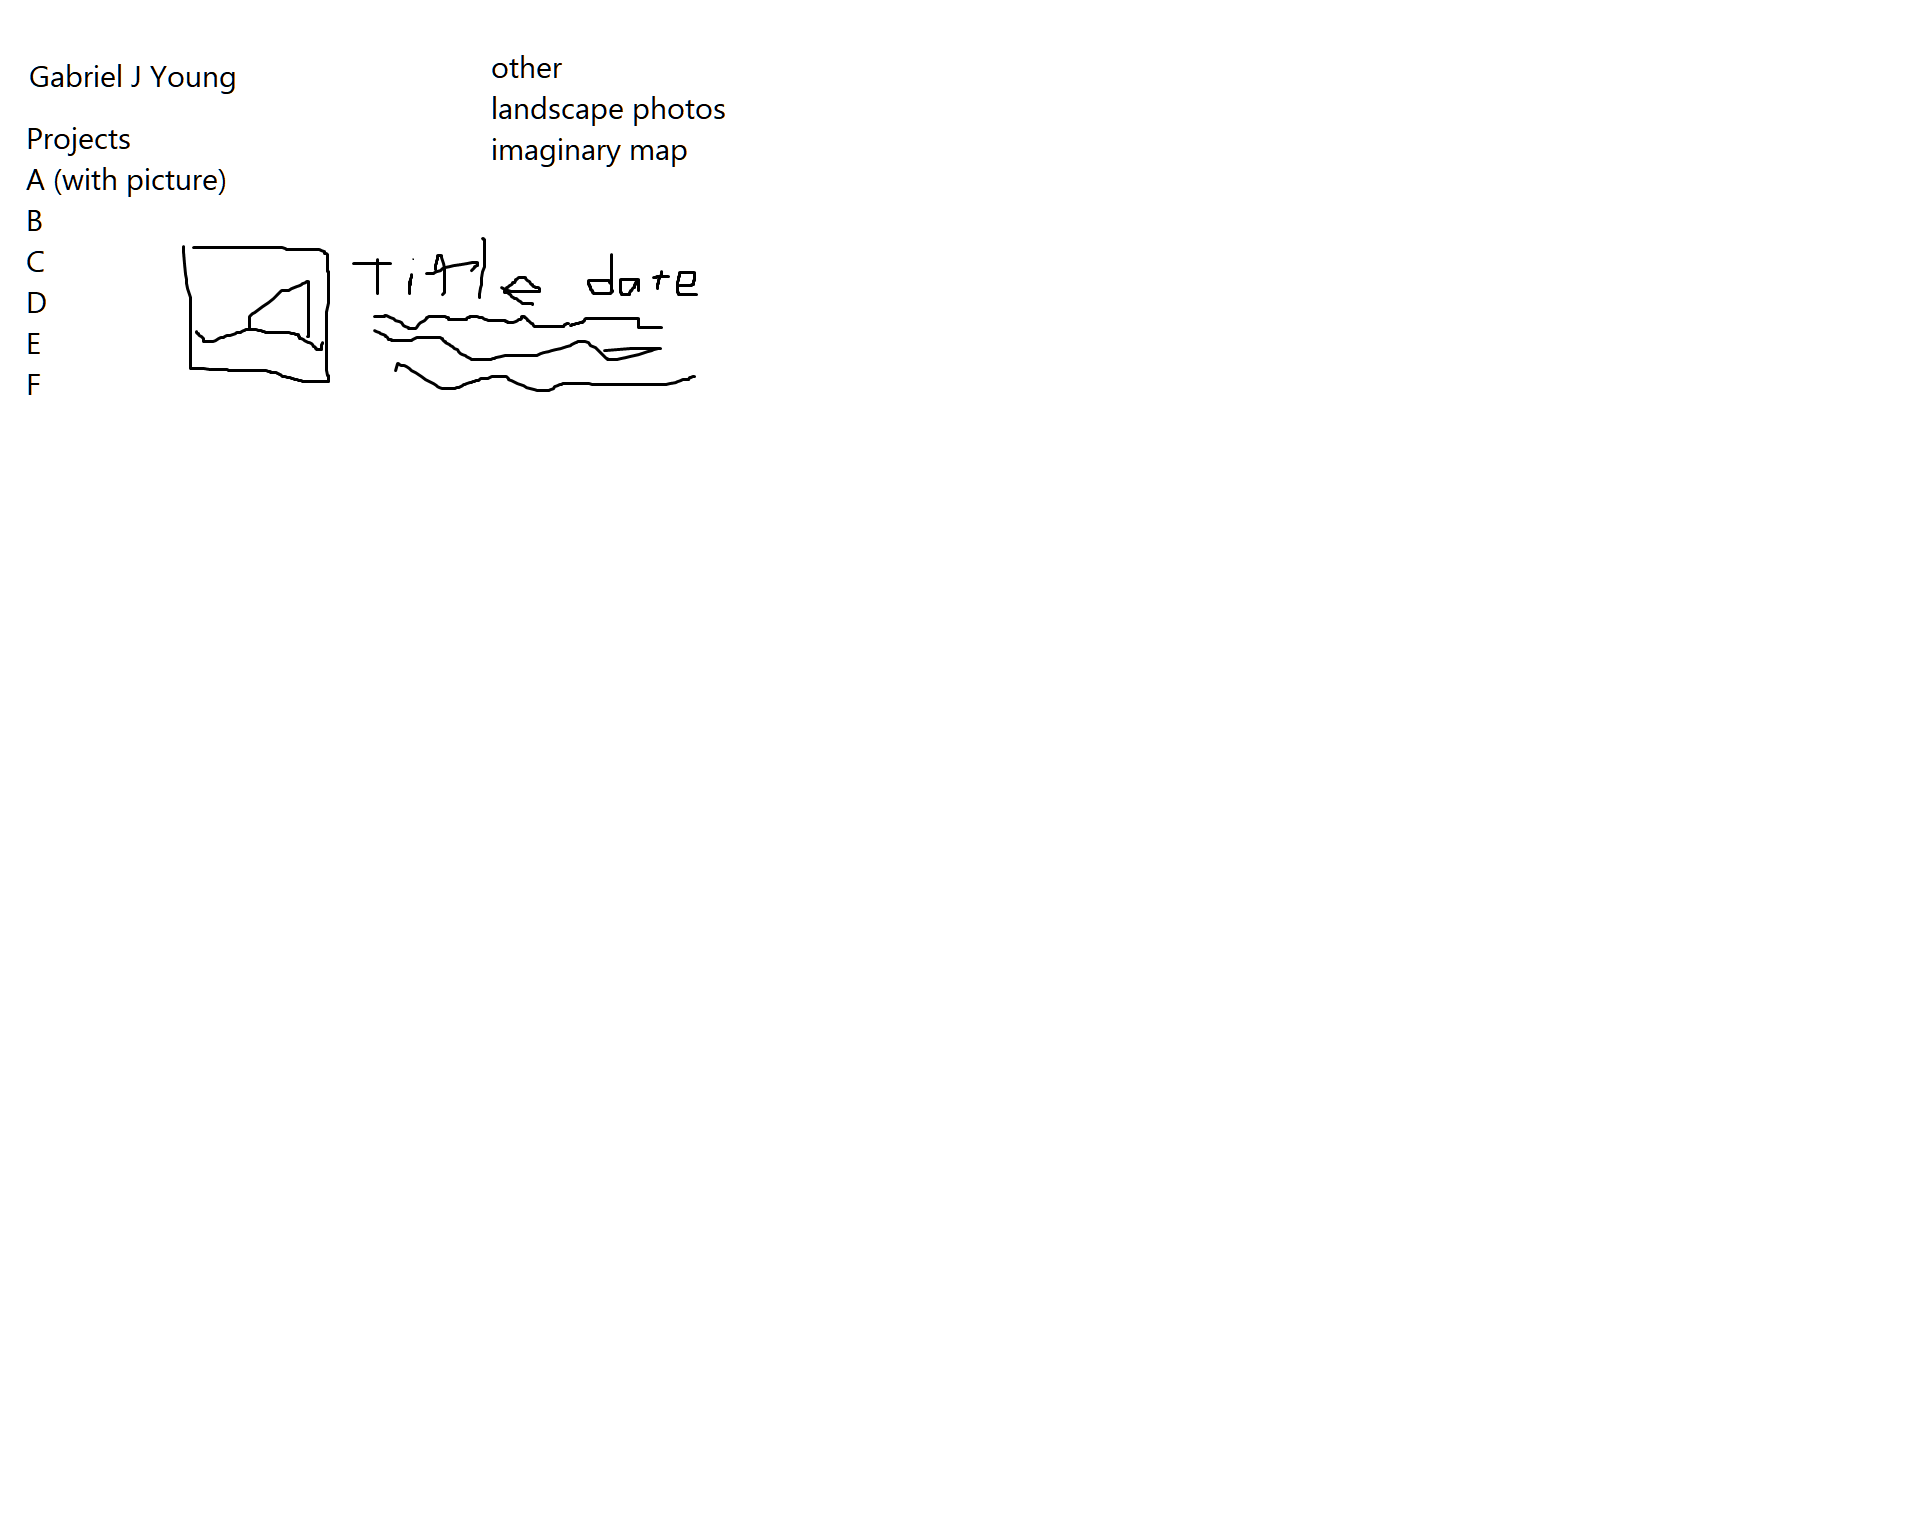 Gabriel J Young
Projects
A (with picture)
B
C
D
E
F
other
landscape photos
imaginary map
Title date